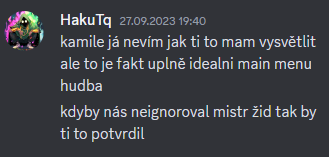 HakuTq 27.09.2023 19:40
kamile já nevím jak ti to mam vysvětlit
ale to je fakt uplně idealni main menu
hudba
kdyby nás neignoroval mistr žid tak by
ti to potvrdil